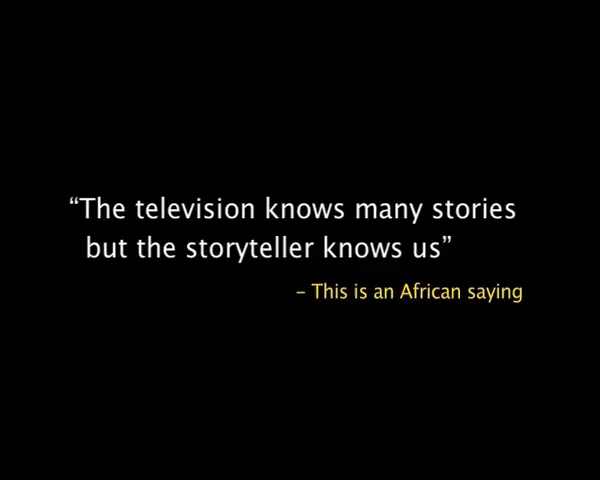 “The television knows many stories
but the storyteller knows us”
– This is an African saying